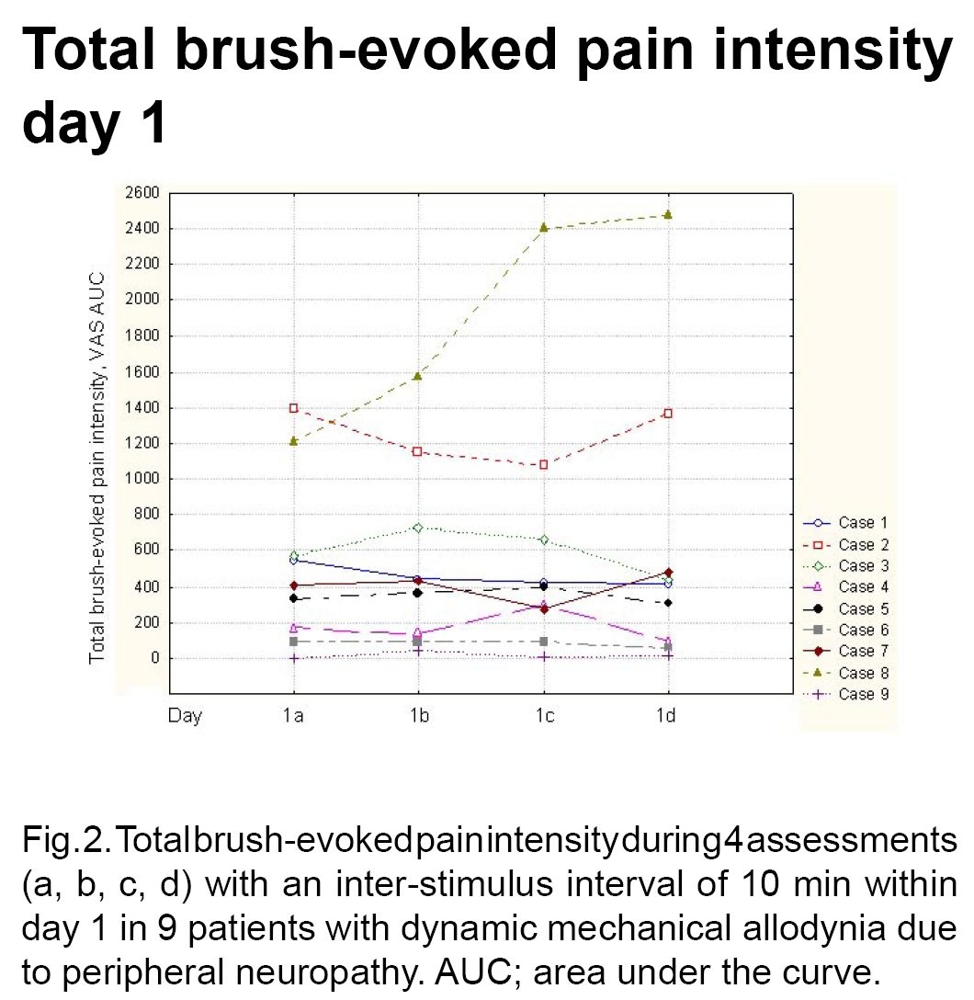 Total brush-evoked pain intensity
day 1
2600
2400
2200
2000
1800
1600
1400
1200
1000
800
600
400
200
0
Total brush-evoked pain intensity, VAS AUC
Day 1a 1b 1c 1d
Case 1
Case 2
Case 3
Case 4
Case 5
Case 6
Case 7
Case 8
Case 9
Fig.2. Total brush-evoked pain intensity during 4 assessments
(a, b, c, d) with an inter-stimulus interval of 10 min within
day 1 in 9 patients with dynamic mechanical allodynia due
to peripheral neuropathy. AUC; area under the curve.